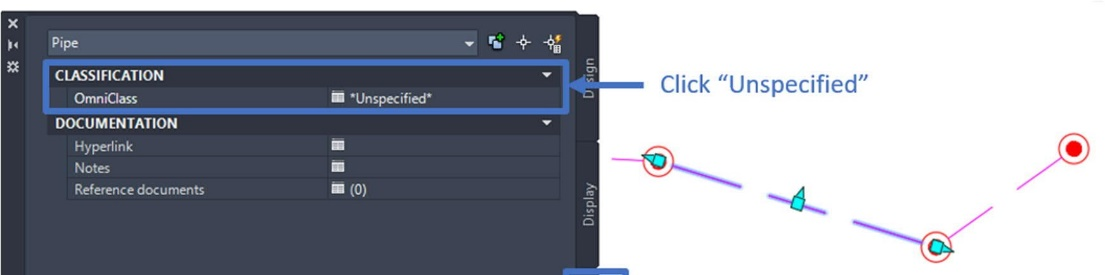 Pipe
CLASSIFICATION
OmniClass *Unspecified*
DOCUMENTATION
Hyperlink
Notes
Reference documents (0)
Design
Display
Click “Unspecified”